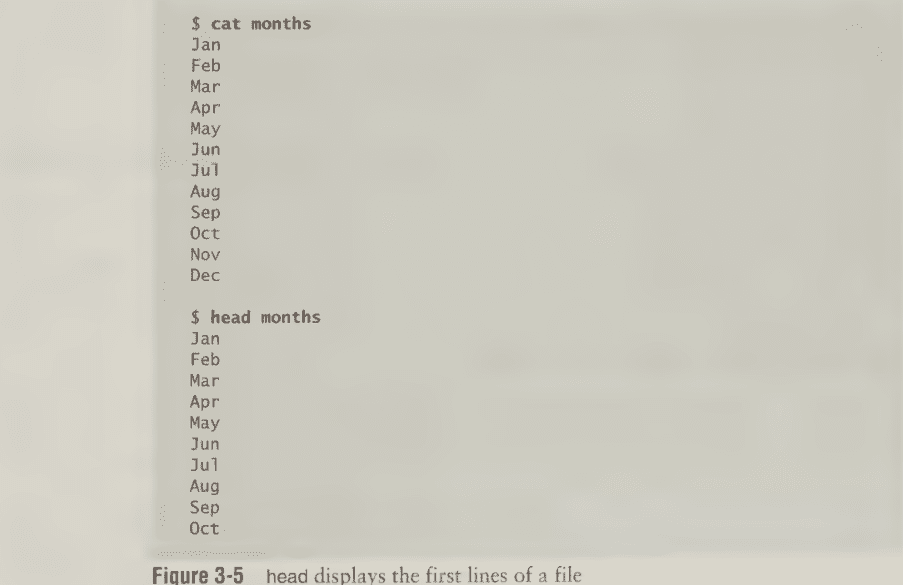 $ cat months
Jan
Feb
Mar
Apr
May
Jun
Jul
Aug
Sep
Oct
Nov
Dec
$ head months
Jan
Feb
Mar
Apr
May
Jun
Jul
Aug
Sep
Oct
Figure 3-5 head displays the first lines of a file